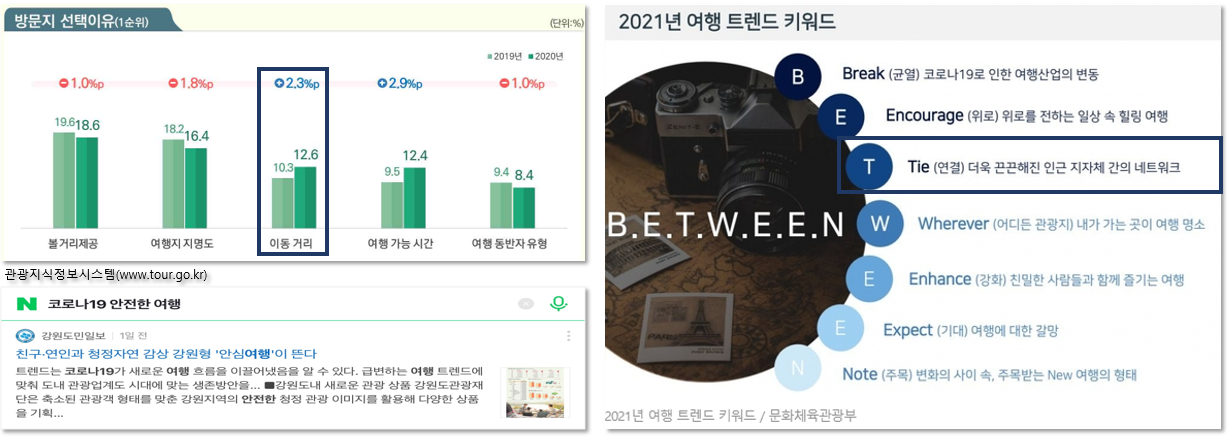 방문지 선택이유(1순위)
(단위:%)
2019년 2020년
1.0%p 1.8%p 2.3%p 2.9%p 1.0%p
19.6 18.6 18.2 16.4 10.3 12.6 9.5 12.4 9.4 8.4
볼거리제공 여행지 지명도 이동 거리 여행 가능 시간 여행 동반자 유형
관광지식정보시스템(www.tour.go.kr)
N 코로나19 안전한 여행
강원도민일보 1일 전
친구·연인과 청정자연 감상 강원형 '안심여행'이 뜬다
트렌드는 코로나19가 새로운 여행 흐름을 이끌어냈음을 알 수 있다. 급변하는 여행 트렌드에
맞춰 도내 관광업계도 시대에 맞는 생존방안을... ■강원도내 새로운 관광 상품 강원도관광재
단은 축소된 관광객 형태를 맞춘 강원지역의 안전한 청정 관광 이미지를 활용해 다양한 상품
을 기획...
2021년 여행 트렌드 키워드
B Break (균열) 코로나19로 인한 여행산업의 변동
E Encourage (위로) 위로를 전하는 일상 속 힐링 여행
T Tie (연결) 더욱 끈끈해진 인근 지자체 간의 네트워크
B.E.T.W.E.E.N
W Wherever (어디든 관광지) 내가 가는 곳이 여행 명소
E Enhance (강화) 친밀한 사람들과 함께 즐기는 여행
E Expect (기대) 여행에 대한 갈망
N Note (주목) 변화의 사이 속, 주목받는 New 여행의 형태
ZENIT-E
PARIS
2021년 여행 트렌드 키워드 / 문화체육관광부